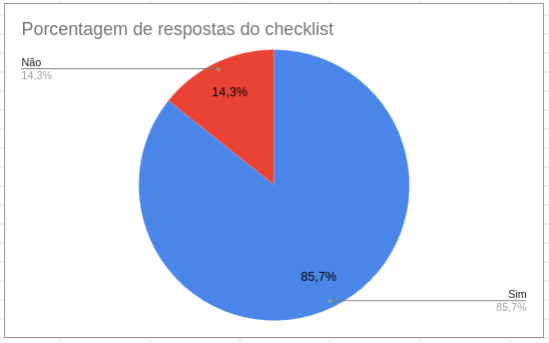 Porcentagem de respostas do checklist
Não
14,3%
14,3%
85,7%
Sim
85,7%